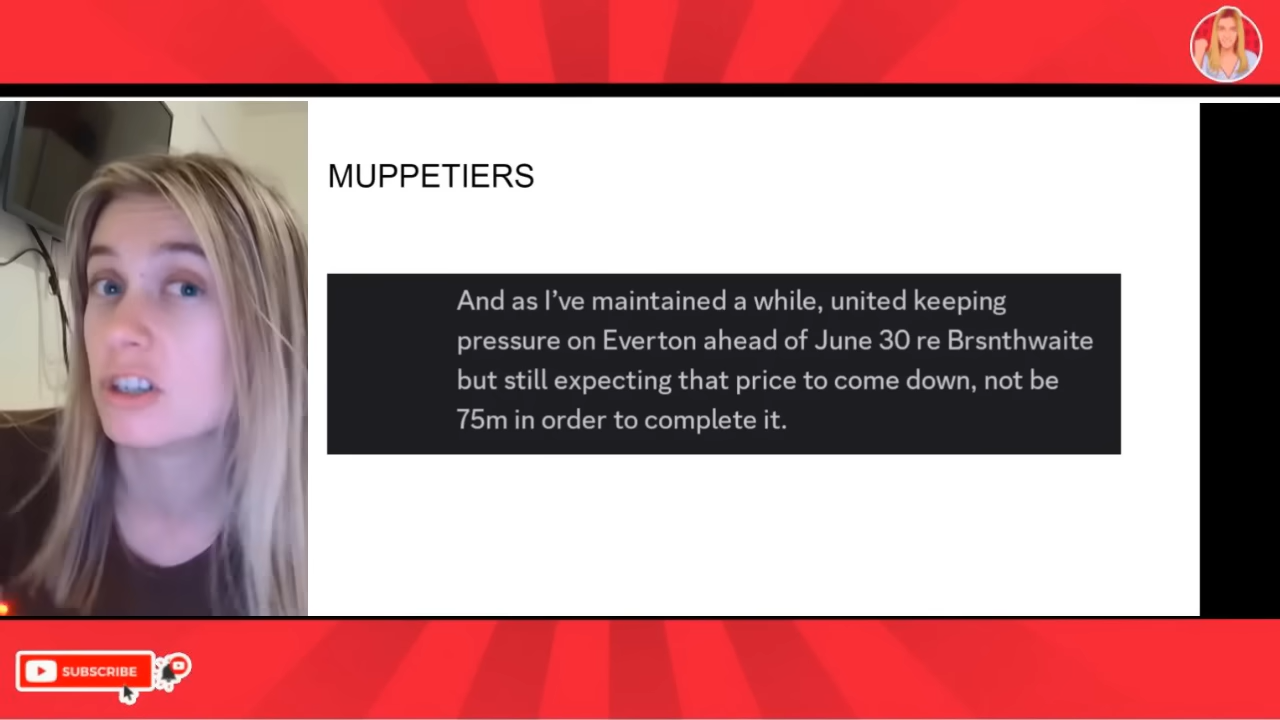 MUPPETIERS
And as I’ve maintained a while, united keeping
pressure on Everton ahead of June 30 re Brsnthwaite
but still expecting that price to come down, not be
75m in order to complete it.
SUBSCRIBE